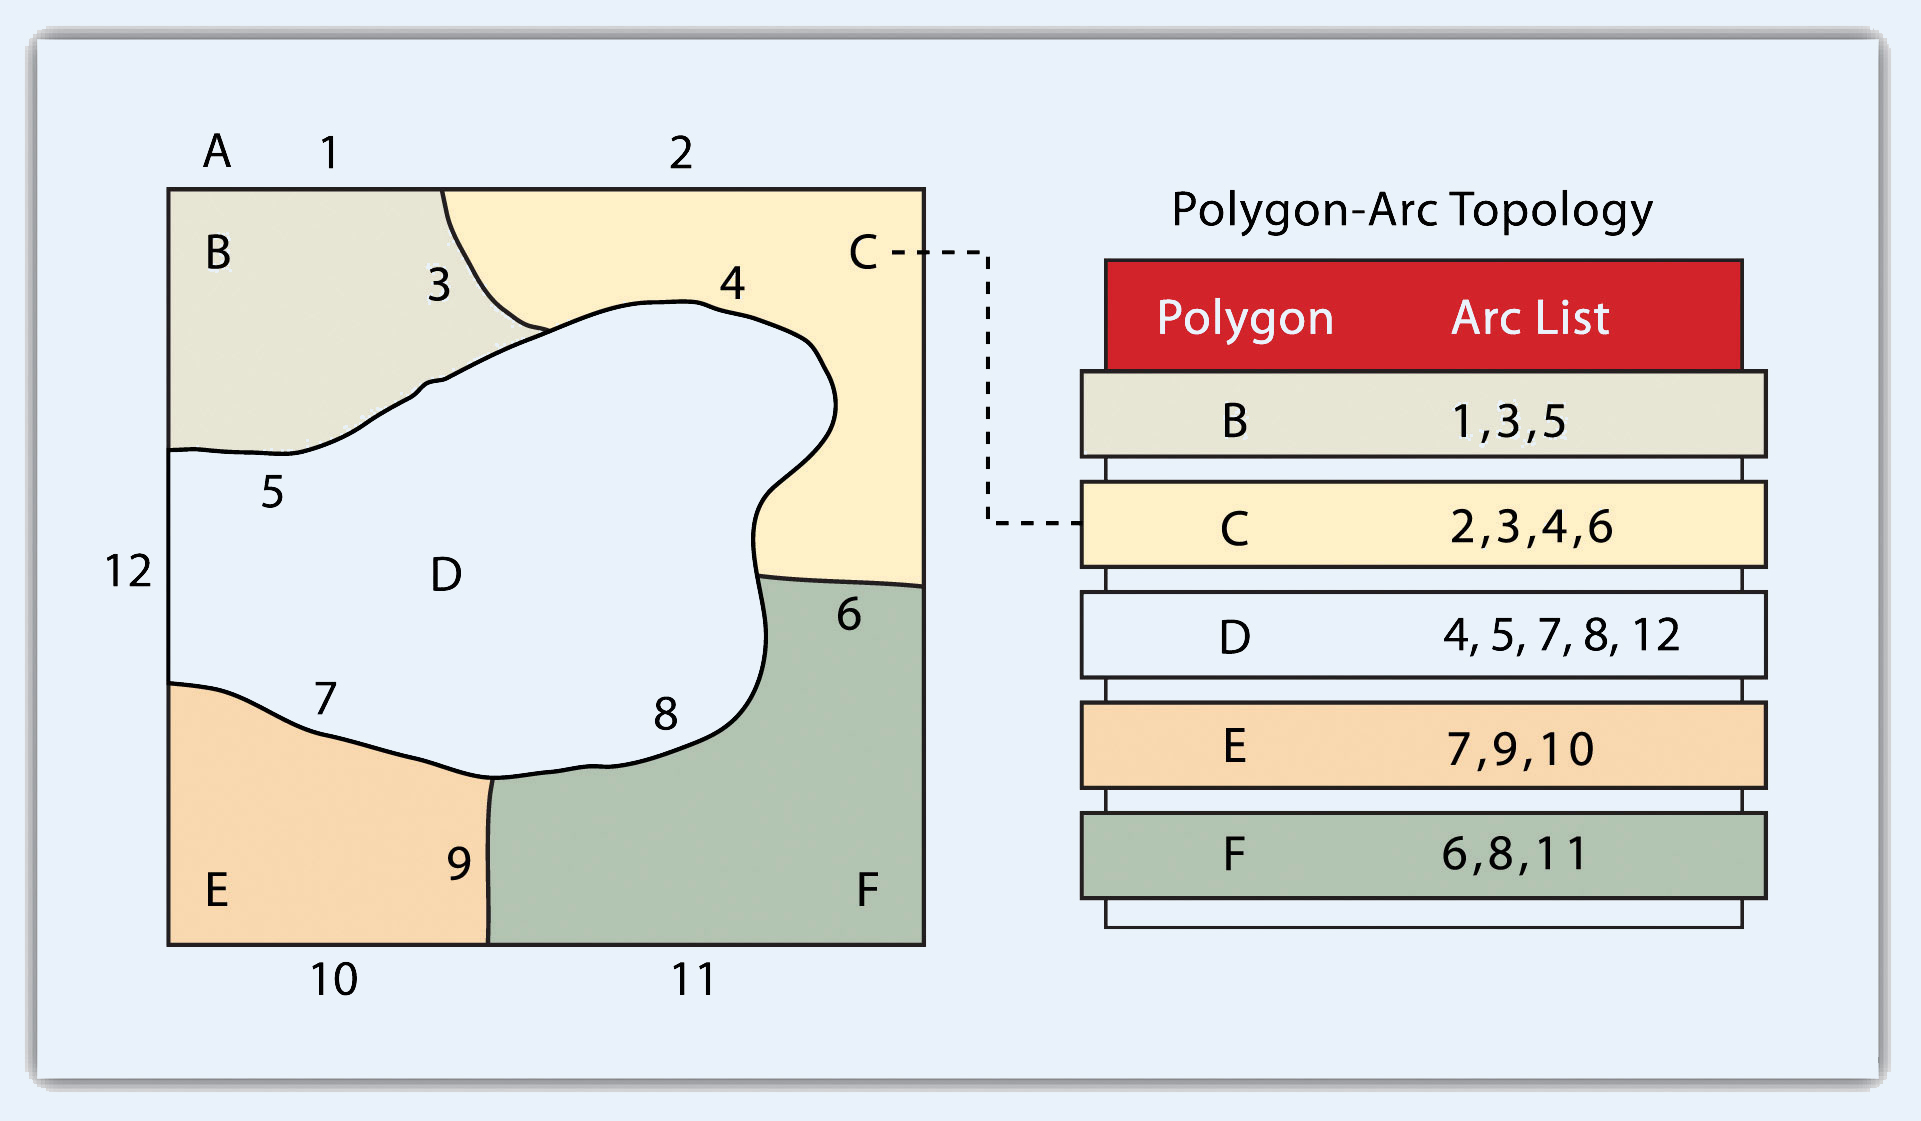 A 1 2
B
3
4
C
5
12
D
6
7
8
9
E
F
10 11
Polygon-Arc Topology
Polygon Arc List
B 1,3,5
C 2,3,4,6
D 4, 5, 7, 8, 12
E 7,9,10
F 6,8,11